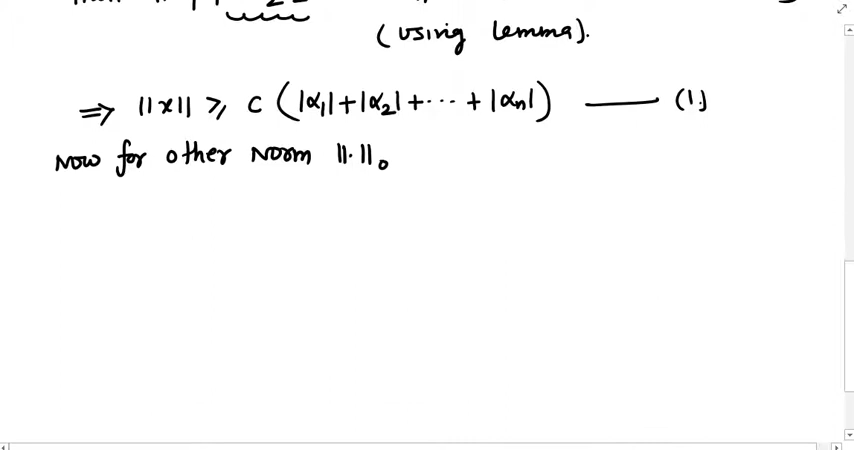 (using lemma).
⇒ ||x|| ≥ C (|α₁|+|α₂|+⋯+|αₙ|) —— (1.)
Now for other norm ||·||₀